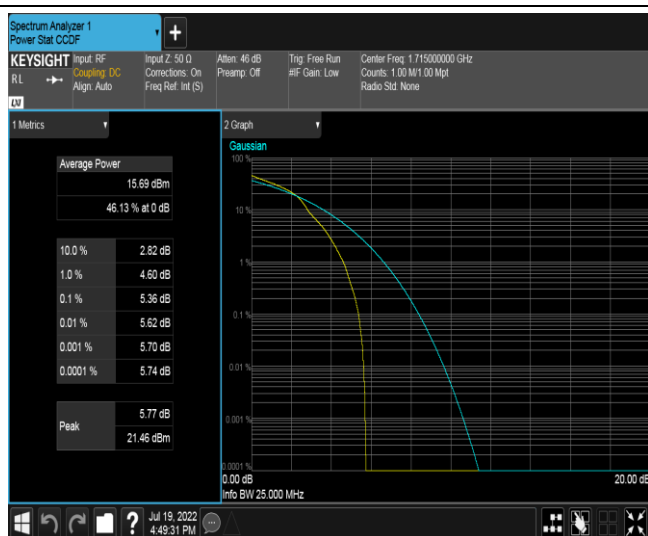 Spectrum Analyzer 1
Power Stat CCDF
+
KEYSIGHT
RL
LXI
Input: RF
Coupling: DC
Align: Auto
Input Z: 50 Ω
Corrections: On
Freq Ref: Int (S)
Atten: 46 dB
Preamp: Off
Trig: Free Run
#IF Gain: Low
Center Freq: 1.715000000 GHz
Counts: 1.00 M/1.00 Mpt
Radio Std: None
1 Metrics
Average Power
15.69 dBm
46.13 % at 0 dB
10.0 % 2.82 dB
1.0 % 4.60 dB
0.1 % 5.36 dB
0.01 % 5.62 dB
0.001 % 5.70 dB
0.0001 % 5.74 dB
Peak
5.77 dB
21.46 dBm
2 Graph
Gaussian
100 %
10 %
1 %
0.1 %
0.01 %
0.001 %
0.0001 %
0.00 dB 20.00 dB
Info BW 25.000 MHz
?
Jul 19, 2022
4:49:31 PM